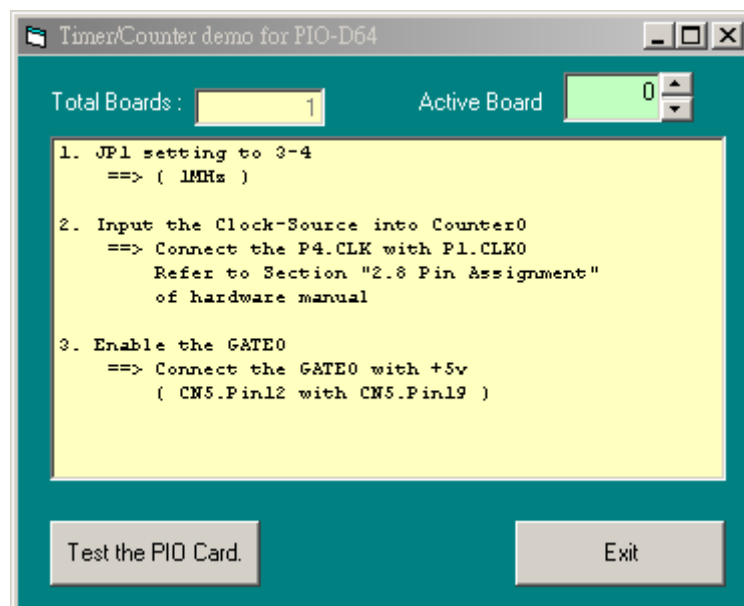 Timer/Counter demo for PIO-D64
Total Boards : 1 Active Board 0
1. JP1 setting to 3-4
==> ( 1MHz )
2. Input the Clock-Source into Counter0
==> Connect the P4.CLK with P1.CLK0
Refer to Section "2.8 Pin Assignment"
of hardware manual
3. Enable the GATE0
==> Connect the GATE0 with +5v
( CN5.Pin12 with CN5.Pin19 )
Test the PIO Card. Exit